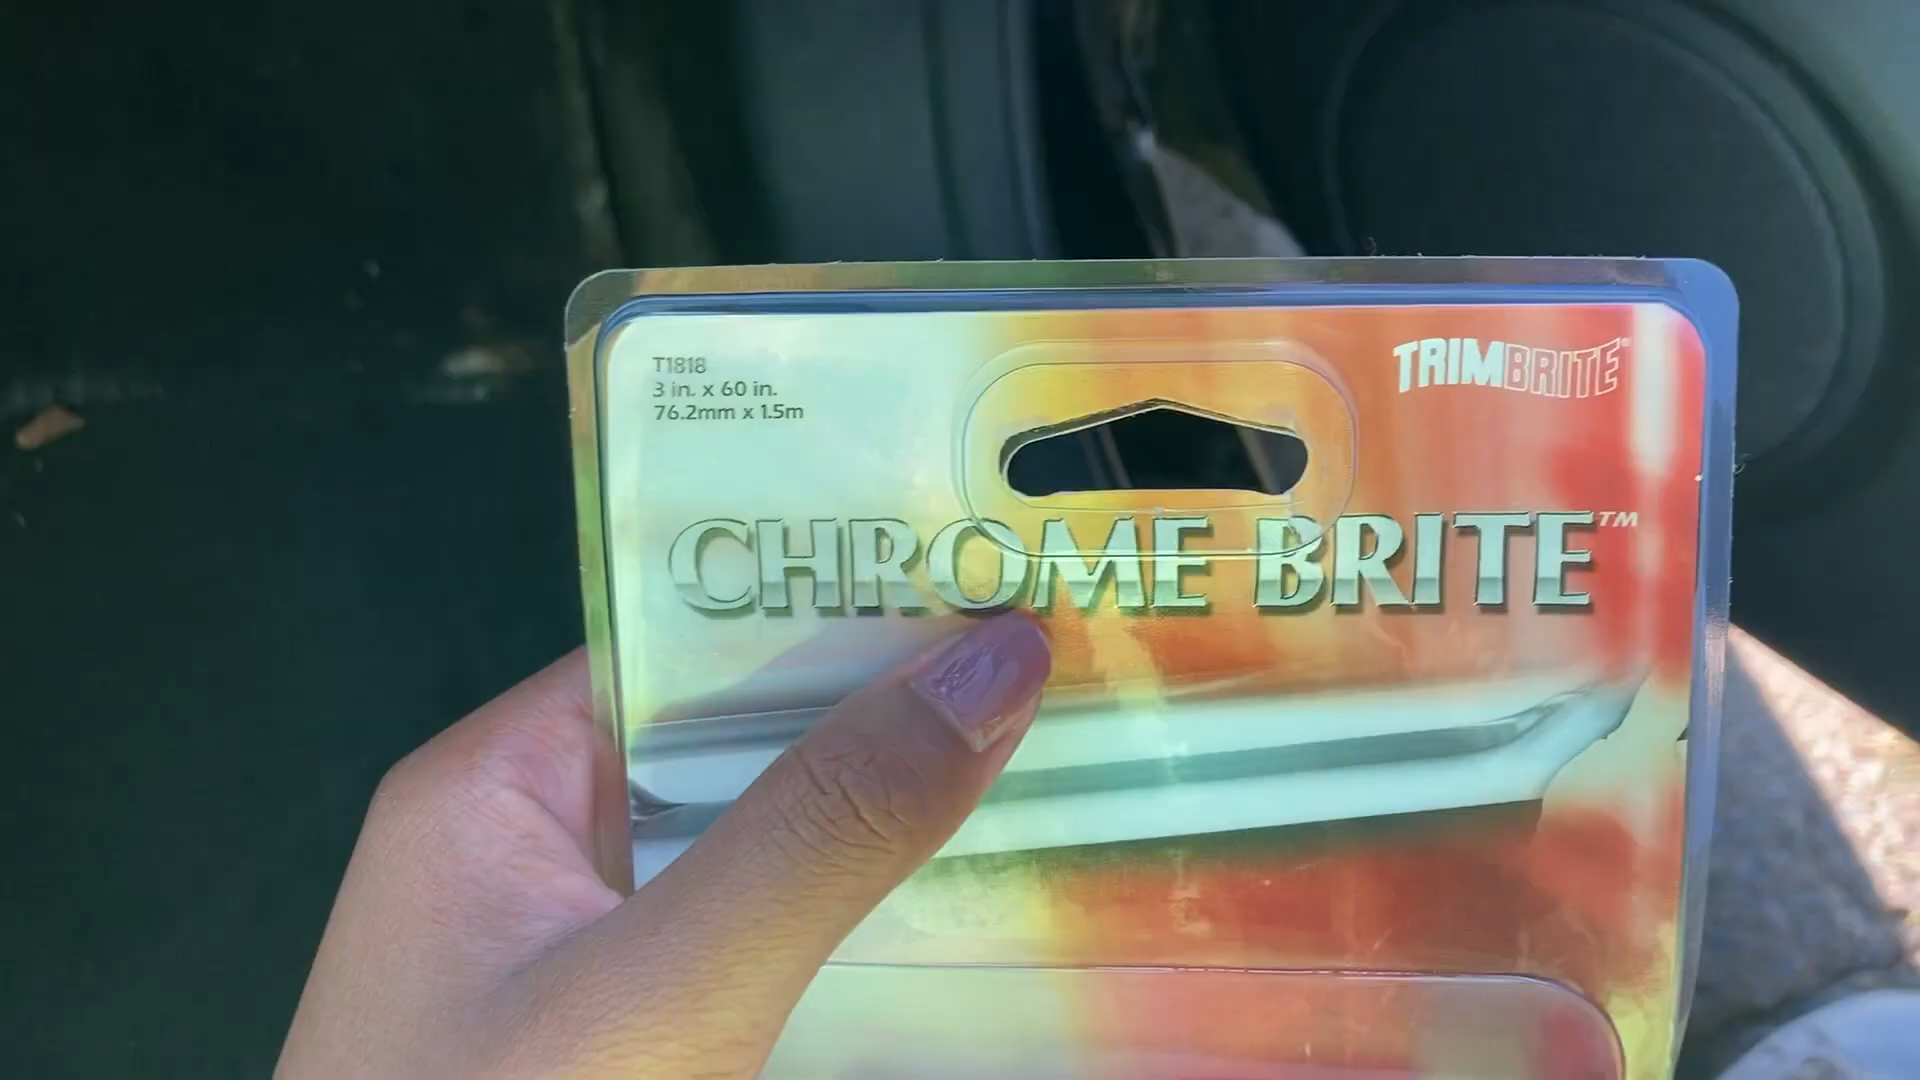 T1818
3 in. x 60 in.
76.2mm x 1.5m
TRIMBRITE®
CHROME BRITE™